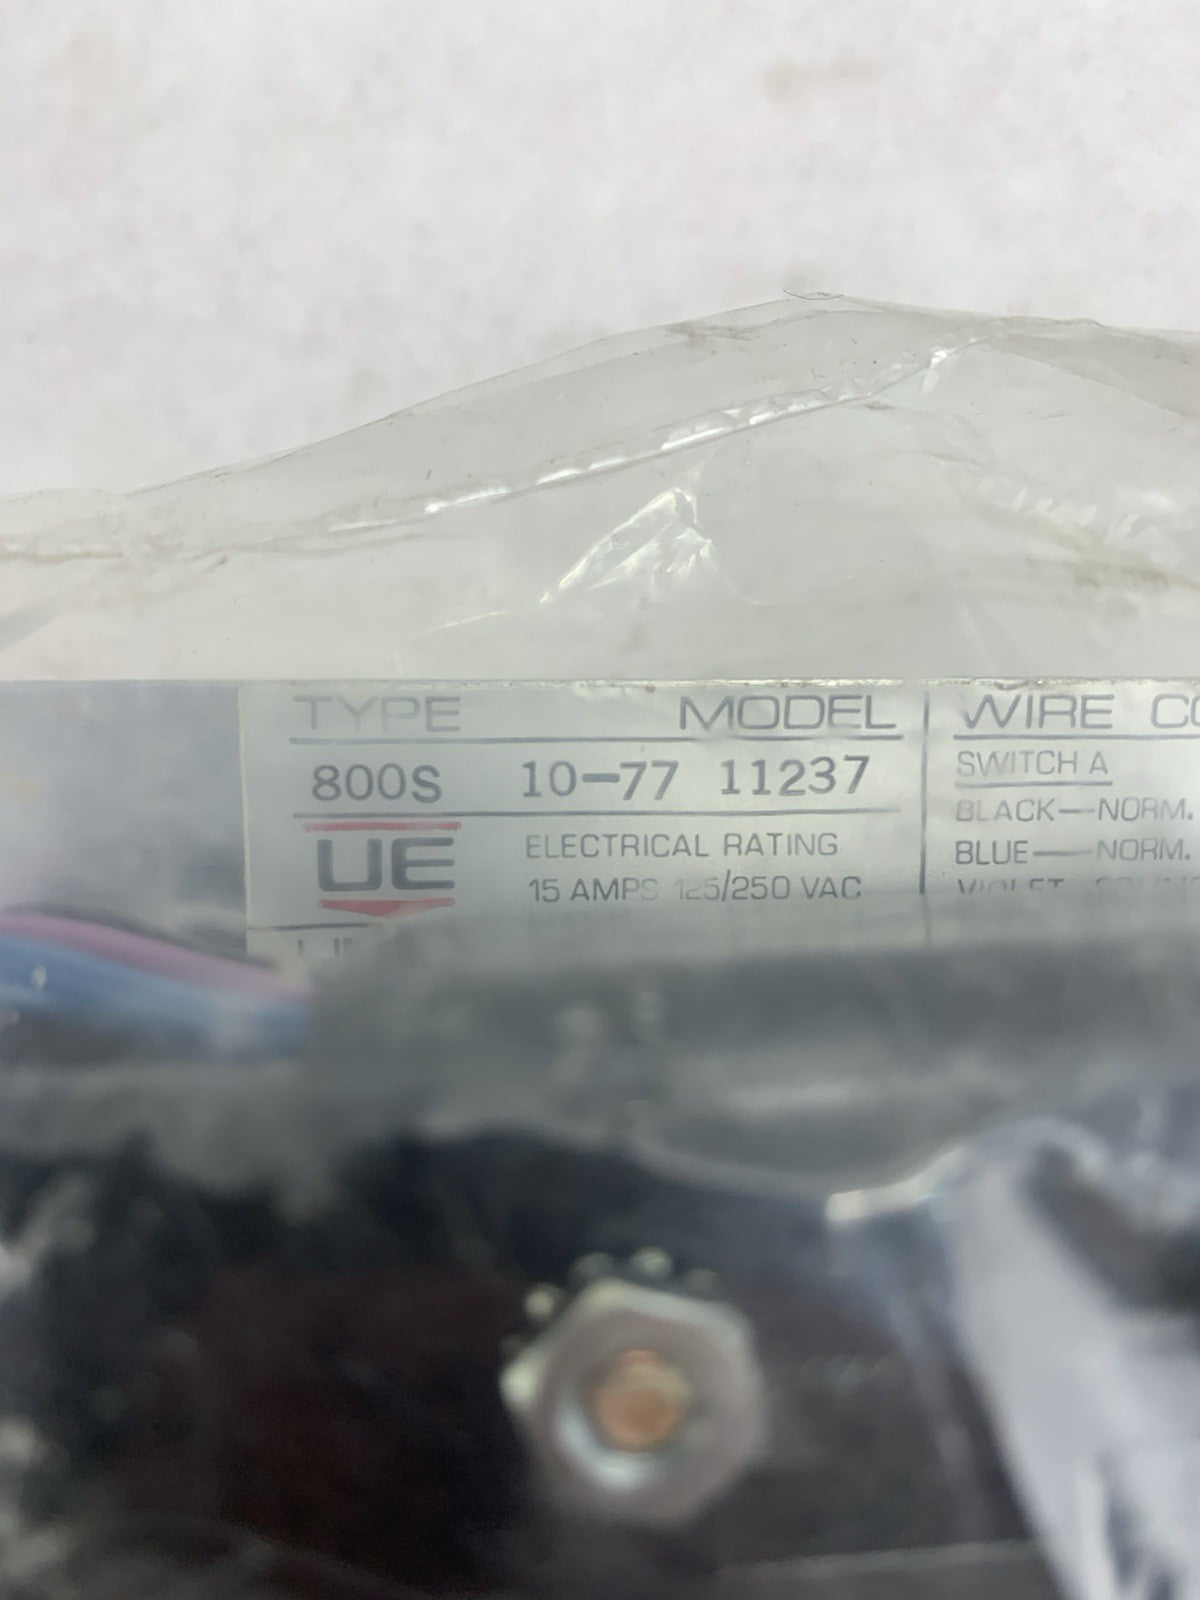 TYPE MODEL
800S 10-77 11237
UE
ELECTRICAL RATING
15 AMPS 125/250 VAC
WIRE
SWITCH A
BLACK—NORM.
BLUE—NORM.
VIOLET